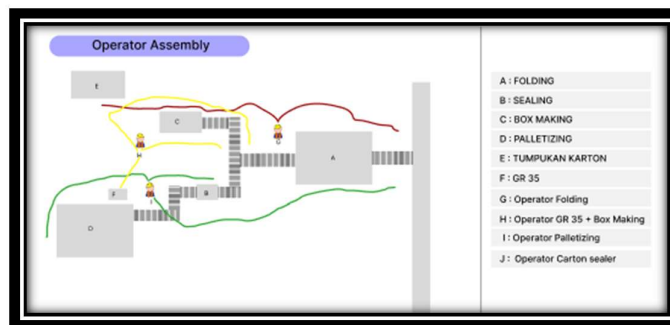 Operator Assembly
E
C
G
H
A
F
I
B
D
A : FOLDING
B : SEALING
C : BOX MAKING
D : PALLETIZING
E : TUMPUKAN KARTON
F : GR 35
G : Operator Folding
H : Operator GR 35 + Box Making
I : Operator Palletizing
J : Operator Carton sealer